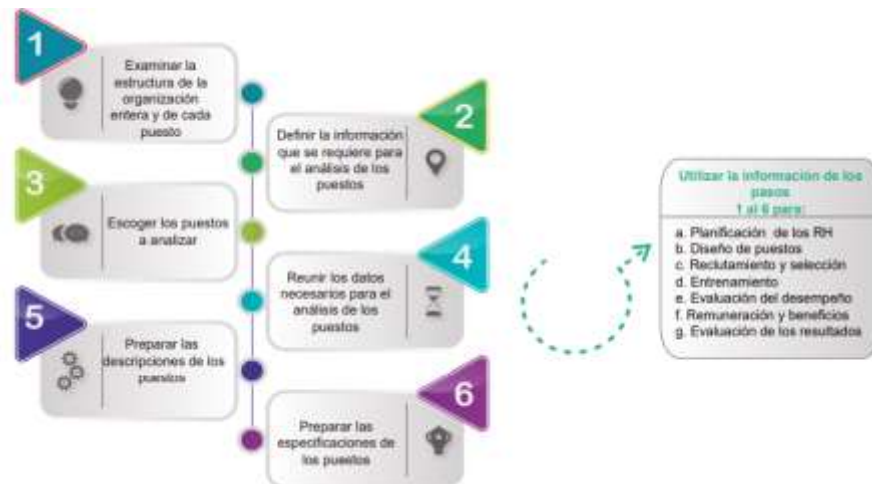 1
Examinar la
estructura de la
organización
entera y de cada
puesto
2
Definir la información
que se requiere para
el análisis de los
puestos
3
Escoger los puestos
a analizar
4
Reunir los datos
necesarios para el
análisis de los
puestos
5
Preparar las
descripciones de los
puestos
6
Preparar las
especificaciones de
los puestos
Utilizar la información de los
pasos
1 al 6 para:
a. Planificación de los RH
b. Diseño de puestos
c. Reclutamiento y selección
d. Entrenamiento
e. Evaluación del desempeño
f. Remuneración y beneficios
g. Evaluación de los resultados